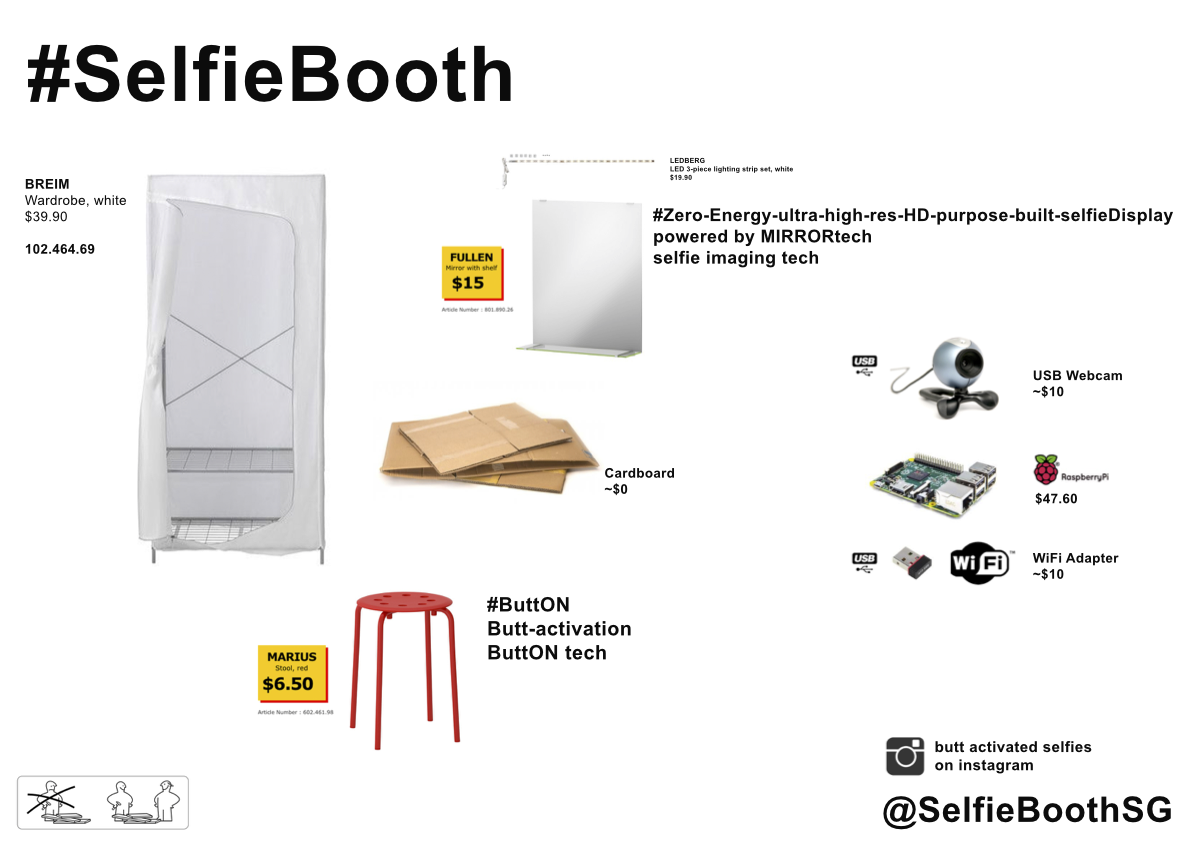 #SelfieBooth
BREIM
Wardrobe, white
$39.90
102.464.69
LEDBERG
LED 3-piece lighting strip set, white
$19.90
#Zero-Energy-ultra-high-res-HD-purpose-built-selfieDisplay
powered by MIRRORtech
selfie imaging tech
FULLEN
Mirror with shelf
$15
Article Number : 801.890.26
USB
USB Webcam
~$10
Cardboard
~$0
RaspberryPi
$47.60
USB
Wi Fi
™
WiFi Adapter
~$10
#ButtON
Butt-activation
ButtON tech
MARIUS
Stool, red
$6.50
Article Number : 602.461.98
butt activated selfies
on instagram
@SelfieBoothSG